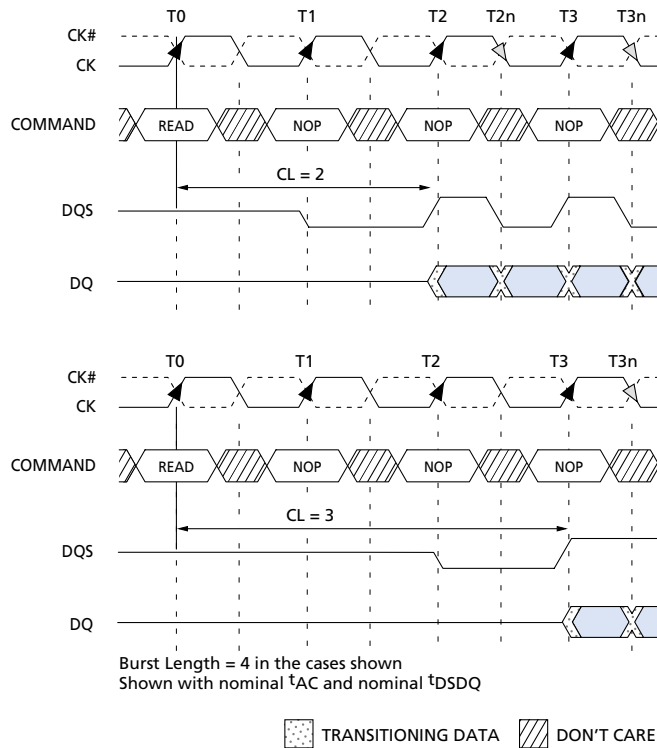 T0 T1 T2 T2n T3 T3n
CK#
CK
COMMAND READ NOP NOP NOP
CL = 2
DQS
DQ
T0 T1 T2 T3 T3n
CK#
CK
COMMAND READ NOP NOP NOP
CL = 3
DQS
DQ
Burst Length = 4 in the cases shown
Shown with nominal tAC and nominal tDSDQ
TRANSITIONING DATA DON'T CARE